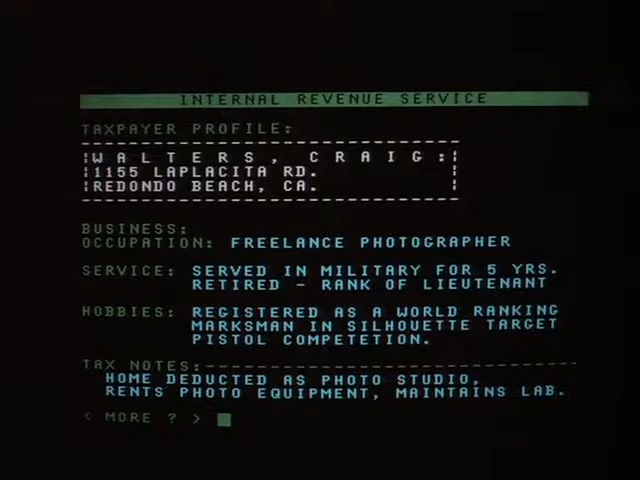 INTERNAL REVENUE SERVICE
TAXPAYER PROFILE:
WALTERS, CRAIG:
1155 LAPLACITA RD.
REDONDO BEACH, CA.
BUSINESS:
OCCUPATION: FREELANCE PHOTOGRAPHER
SERVICE: SERVED IN MILITARY FOR 5 YRS.
RETIRED - RANK OF LIEUTENANT
HOBBIES: REGISTERED AS A WORLD RANKING
MARKSMAN IN SILHOUETTE TARGET
PISTOL COMPETETION.
TAX NOTES:
HOME DEDUCTED AS PHOTO STUDIO,
RENTS PHOTO EQUIPMENT, MAINTAINS LAB.
< MORE ? >